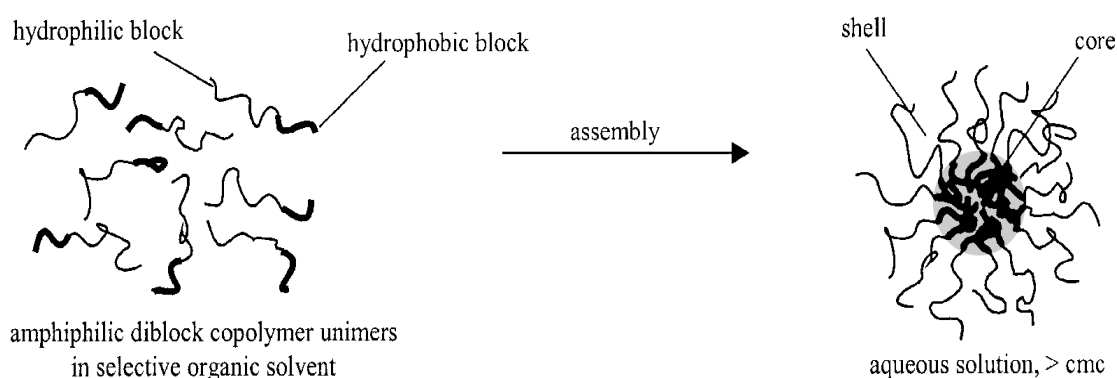 hydrophilic block
hydrophobic block
shell
core
assembly
amphiphilic diblock copolymer unimers
in selective organic solvent
aqueous solution, > cmc